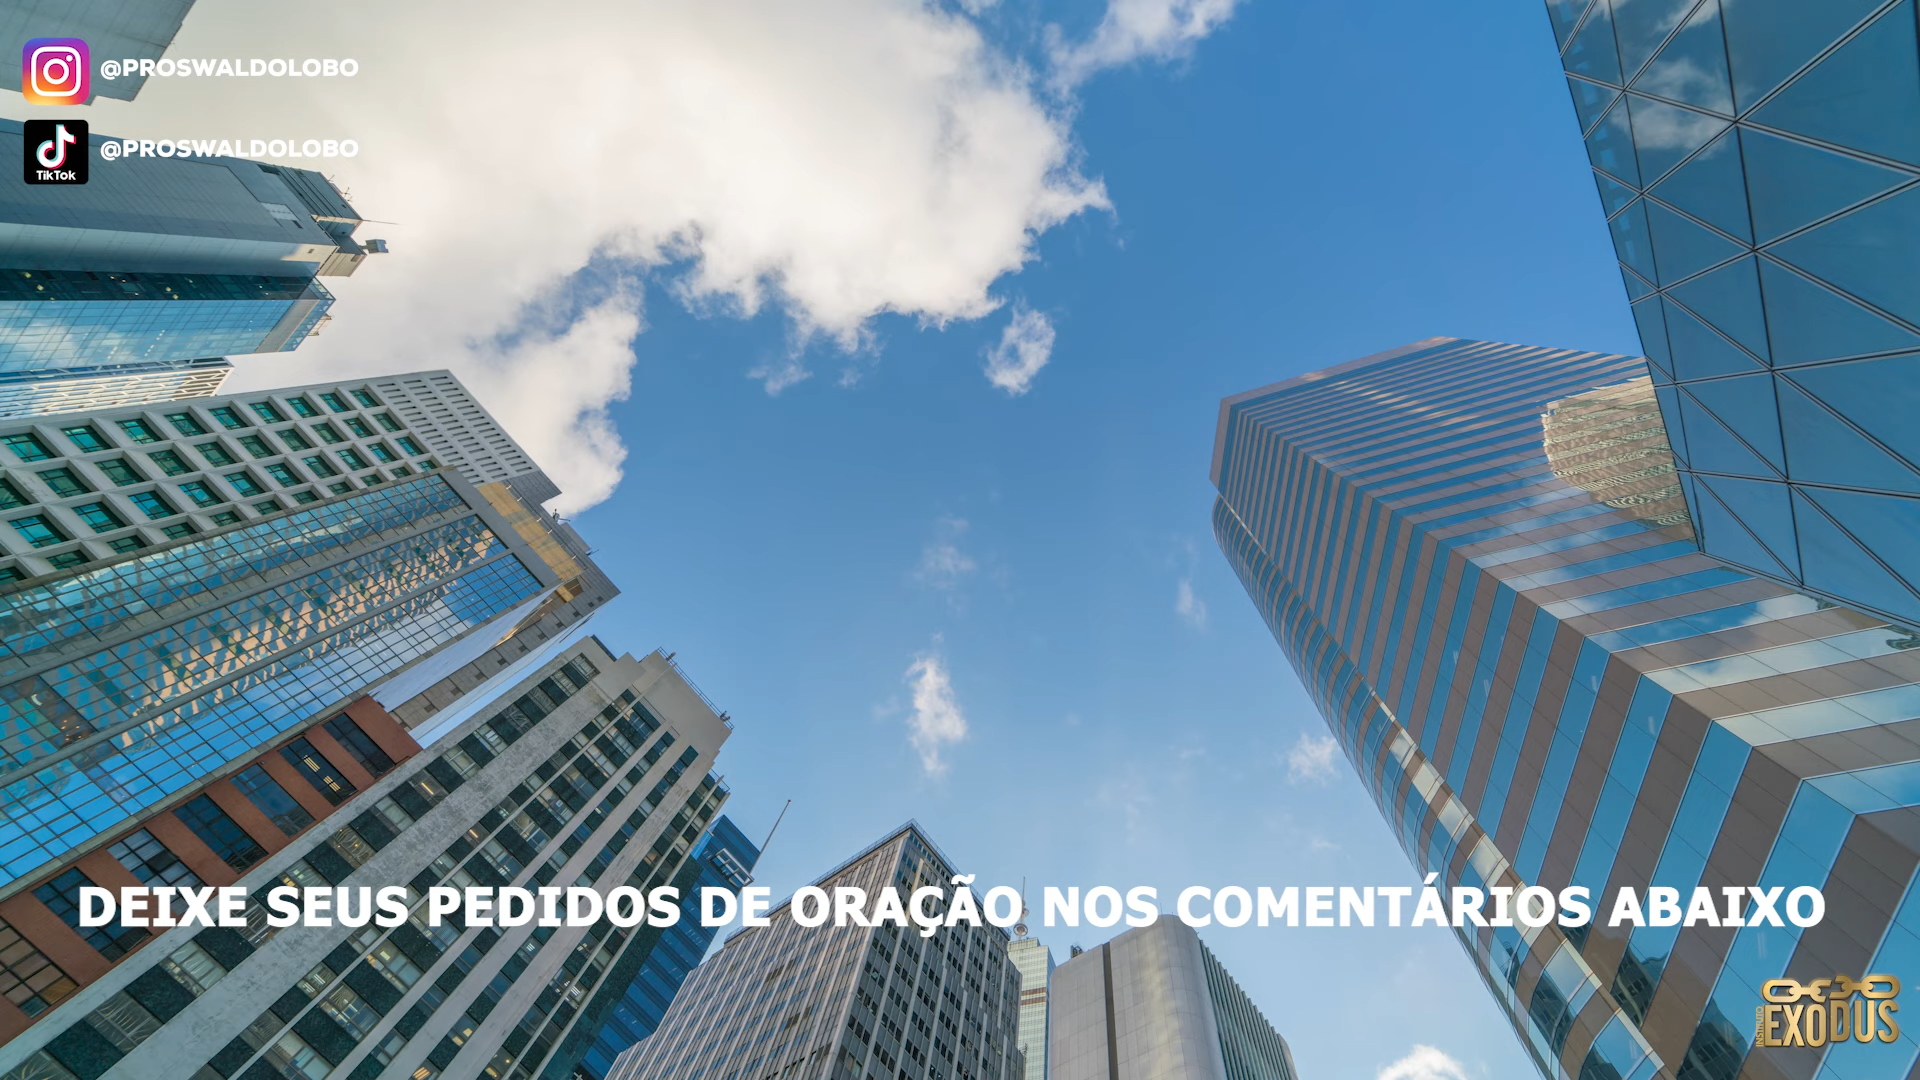 @PROSWALDOLOBO
TikTok
@PROSWALDOLOBO
DEIXE SEUS PEDIDOS DE ORAÇÃO NOS COMENTÁRIOS ABAIXO
INSTITUTO
EXODUS